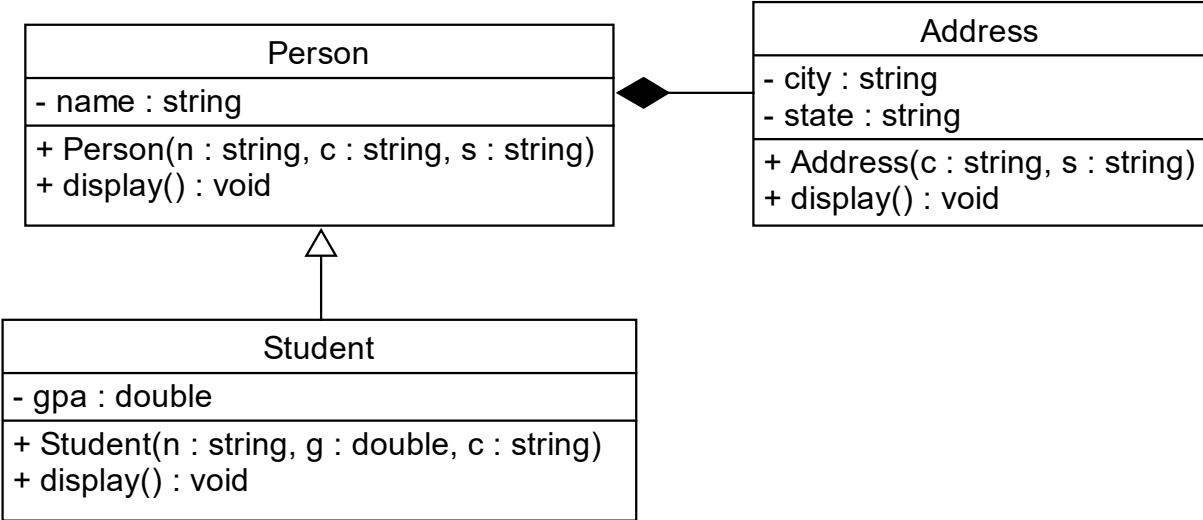 Person
- name : string
+ Person(n : string, c : string, s : string)
+ display() : void
Address
- city : string
- state : string
+ Address(c : string, s : string)
+ display() : void
Student
- gpa : double
+ Student(n : string, g : double, c : string)
+ display() : void